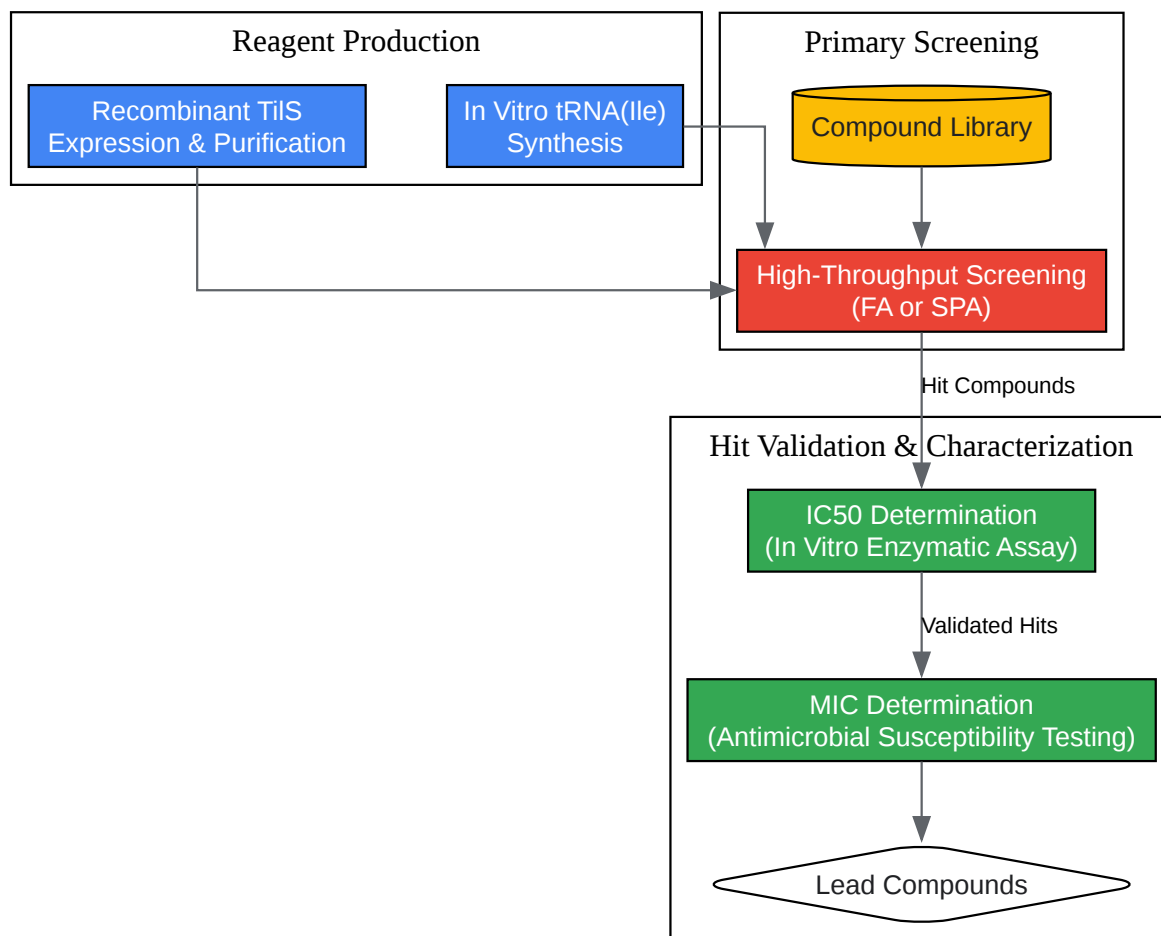 Reagent Production
Recombinant TilS
Expression & Purification
In Vitro tRNA(Ile)
Synthesis
Primary Screening
Compound Library
High-Throughput Screening
(FA or SPA)
Hit Compounds
Hit Validation & Characterization
IC50 Determination
(In Vitro Enzymatic Assay)
Validated Hits
MIC Determination
(Antimicrobial Susceptibility Testing)
Lead Compounds